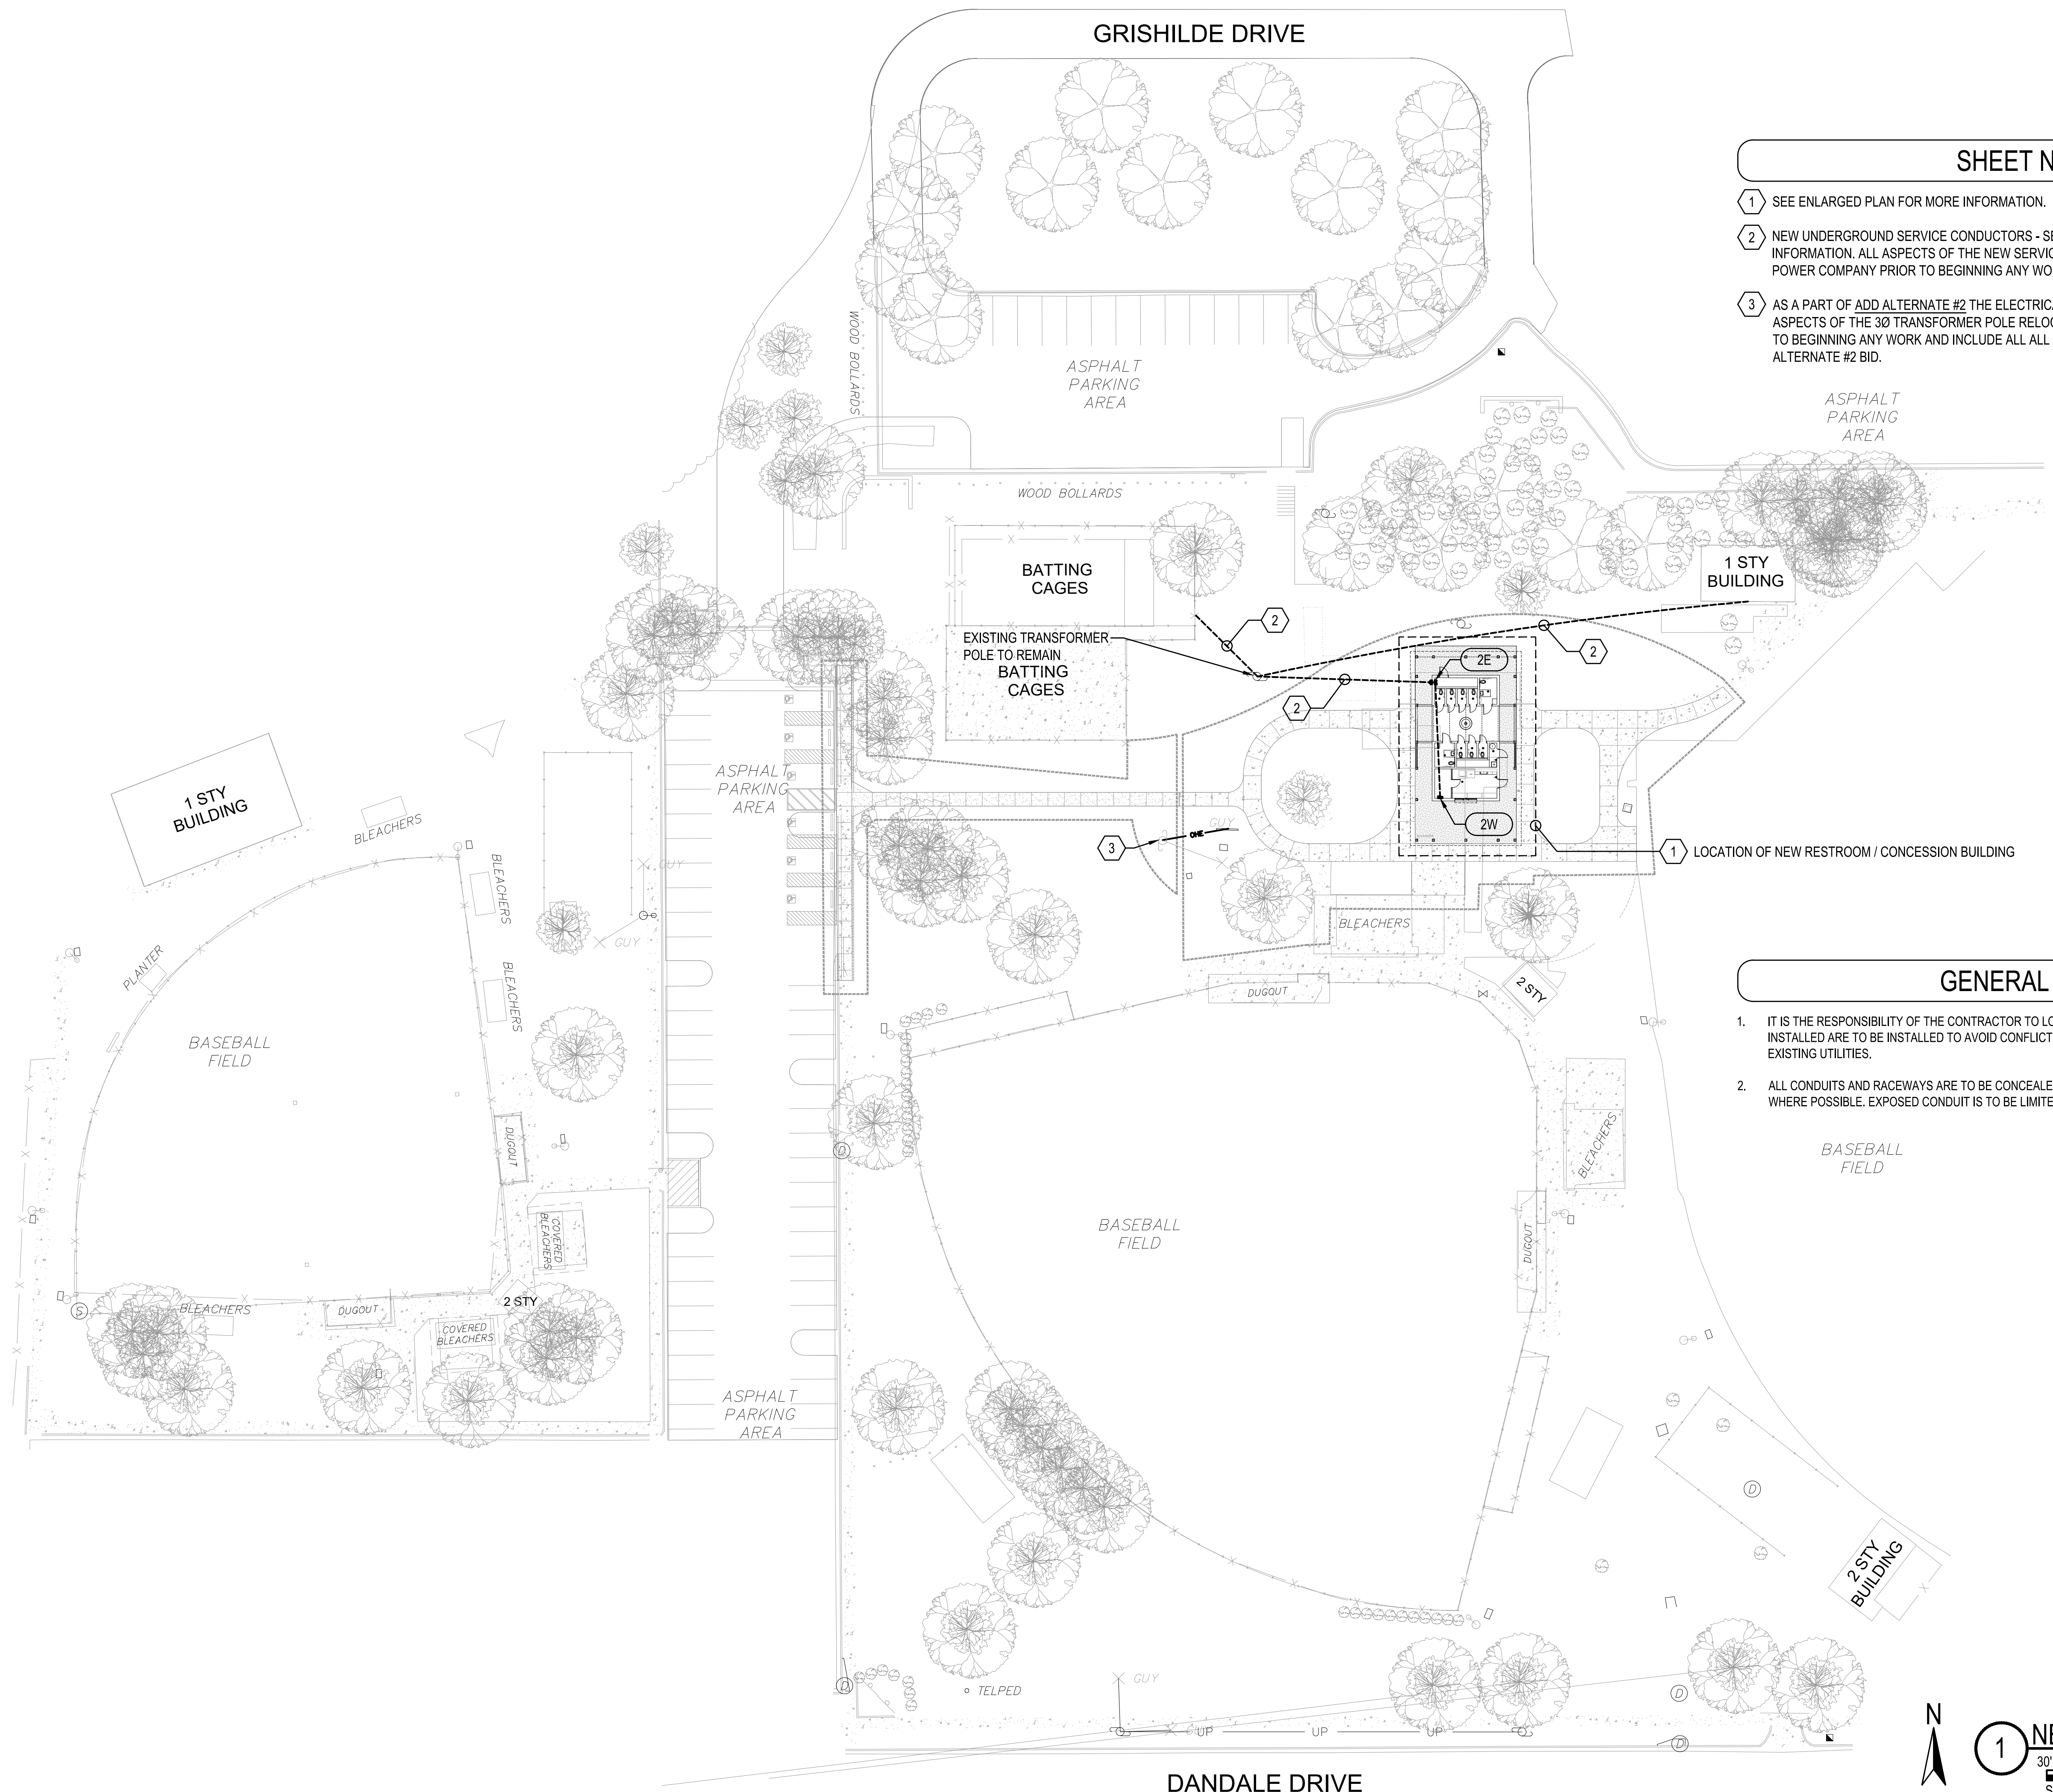 GRISHILDE DRIVE
SHEET N
1 SEE ENLARGED PLAN FOR MORE INFORMATION.
2 NEW UNDERGROUND SERVICE CONDUCTORS - SE
INFORMATION. ALL ASPECTS OF THE NEW SERVIC
POWER COMPANY PRIOR TO BEGINNING ANY WO
3 AS A PART OF ADD ALTERNATE #2 THE ELECTRICA
ASPECTS OF THE 3Ø TRANSFORMER POLE RELOC
TO BEGINNING ANY WORK AND INCLUDE ALL ALL
ALTERNATE #2 BID.
WOOD BOLLARDS
ASPHALT
PARKING
AREA
ASPHALT
PARKING
AREA
WOOD BOLLARDS
BATTING
CAGES
1 STY
BUILDING
2
EXISTING TRANSFORMER
POLE TO REMAIN
BATTING
CAGES
2
2E
2
ASPHALT
PARKING
AREA
1 STY
BUILDING
BLEACHERS
GUY
OHE
3
2W
1 LOCATION OF NEW RESTROOM / CONCESSION BUILDING
GUY
BLEACHERS
GUY
BLEACHERS
PLANTER
BLEACHERS
DUGOUT
2 STY
GENERAL
1. IT IS THE RESPONSIBILITY OF THE CONTRACTOR TO LO
INSTALLED ARE TO BE INSTALLED TO AVOID CONFLICT
EXISTING UTILITIES.
2. ALL CONDUITS AND RACEWAYS ARE TO BE CONCEALE
WHERE POSSIBLE. EXPOSED CONDUIT IS TO BE LIMITE
BASEBALL
FIELD
DUGOUT
D
BLEACHERS
BASEBALL
FIELD
COVERED
BLEACHERS
BASEBALL
FIELD
DUGOUT
S
BLEACHERS
DUGOUT
2 STY
COVERED
BLEACHERS
ASPHALT
PARKING
AREA
D
2 STY
BUILDING
GUY
TELPED
D
D
UP
UP
UP
D
N
1
NE
30'
S
DANDALE DRIVE